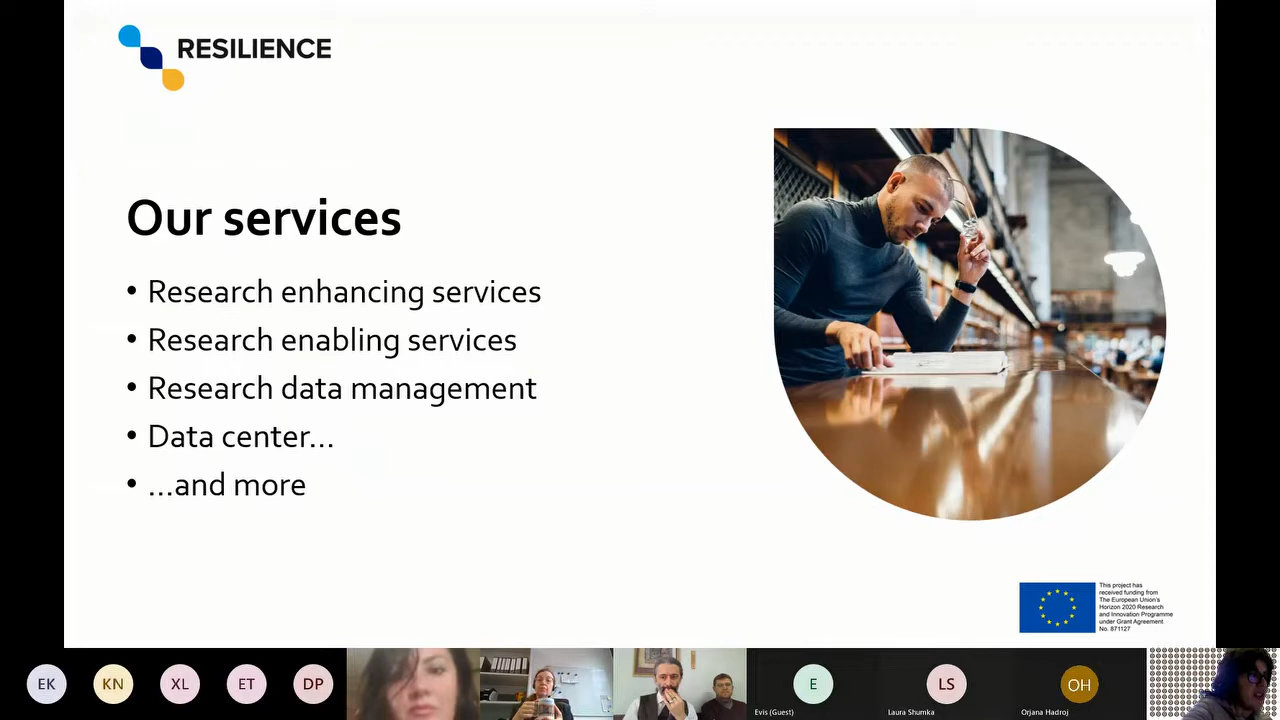 RESILIENCE
Our services
• Research enhancing services
• Research enabling services
• Research data management
• Data center...
• ...and more
This project has
received funding from
The European Union's
Horizon 2020 Research
and Innovation Programme
under Grant Agreement
No. 871127
EK
KN
XL
ET
DP
E
LS
OH
Evis (Guest)
Laura Shumka
Orjana Hadroj